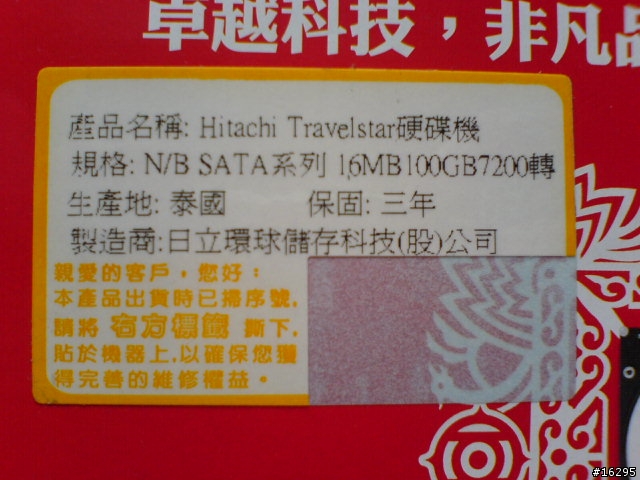 卓越科技，非凡品
產品名稱: Hitachi Travelstar硬碟機
規格: N/B SATA系列 16MB100GB7200轉
生產地: 泰國 保固: 三年
製造商:日立環球儲存科技(股)公司
親愛的客戶，您好：
本產品出貨時已掃序號,
請將 右方標籤 撕下,
貼於機器上,以確保您獲
得完善的維修權益。
#16295